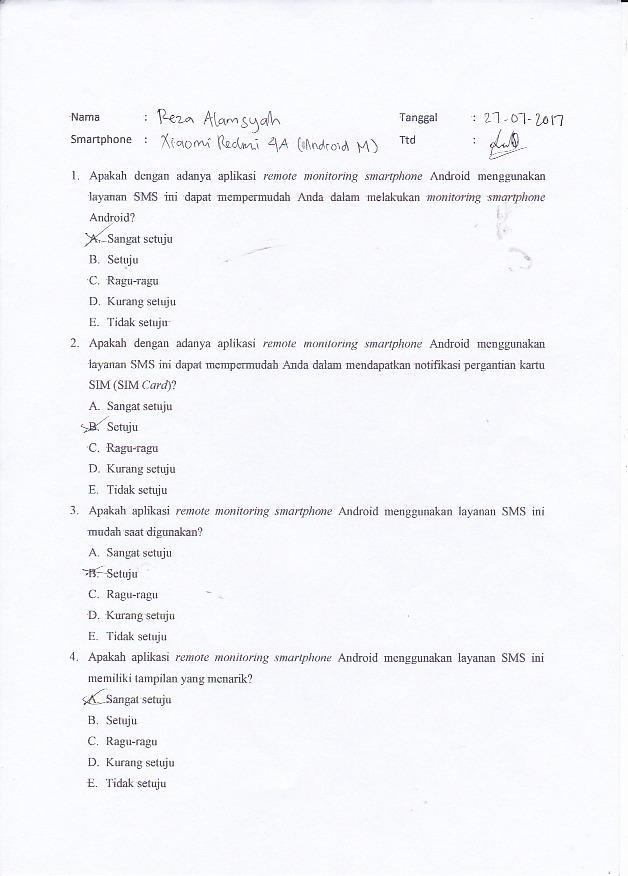 Nama : Reza Alamsyah Tanggal : 27-07-2017
Smartphone : Xiaomi Redmi 4A (Android M) Ttd :
1. Apakah dengan adanya aplikasi remote monitoring smartphone Android menggunakan
layanan SMS ini dapat mempermudah Anda dalam melakukan monitoring smartphone
Android?
A. Sangat setuju
B. Setuju
C. Ragu-ragu
D. Kurang setuju
E. Tidak setuju
2. Apakah dengan adanya aplikasi remote monitoring smartphone Android menggunakan
layanan SMS ini dapat mempermudah Anda dalam mendapatkan notifikasi pergantian kartu
SIM (SIM Card)?
A. Sangat setuju
B. Setuju
C. Ragu-ragu
D. Kurang setuju
E. Tidak setuju
3. Apakah aplikasi remote monitoring smartphone Android menggunakan layanan SMS ini
mudah saat digunakan?
A. Sangat setuju
B. Setuju
C. Ragu-ragu
D. Kurang setuju
E. Tidak setuju
4. Apakah aplikasi remote monitoring smartphone Android menggunakan layanan SMS ini
memiliki tampilan yang menarik?
A. Sangat setuju
B. Setuju
C. Ragu-ragu
D. Kurang setuju
E. Tidak setuju